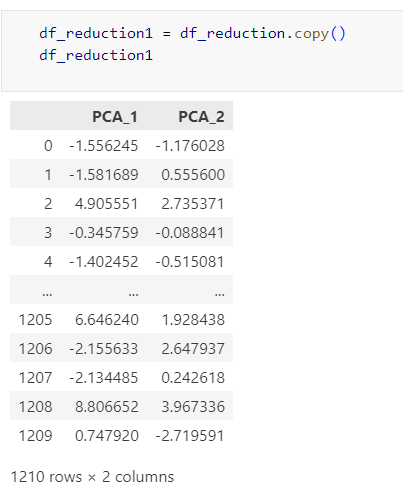 df_reduction1 = df_reduction.copy()
df_reduction1
PCA_1 PCA_2
0 -1.556245 -1.176028
1 -1.581689 0.555600
2 4.905551 2.735371
3 -0.345759 -0.088841
4 -1.402452 -0.515081
... ... ...
1205 6.646240 1.928438
1206 -2.155633 2.647937
1207 -2.134485 0.242618
1208 8.806652 3.967336
1209 0.747920 -2.719591
1210 rows × 2 columns